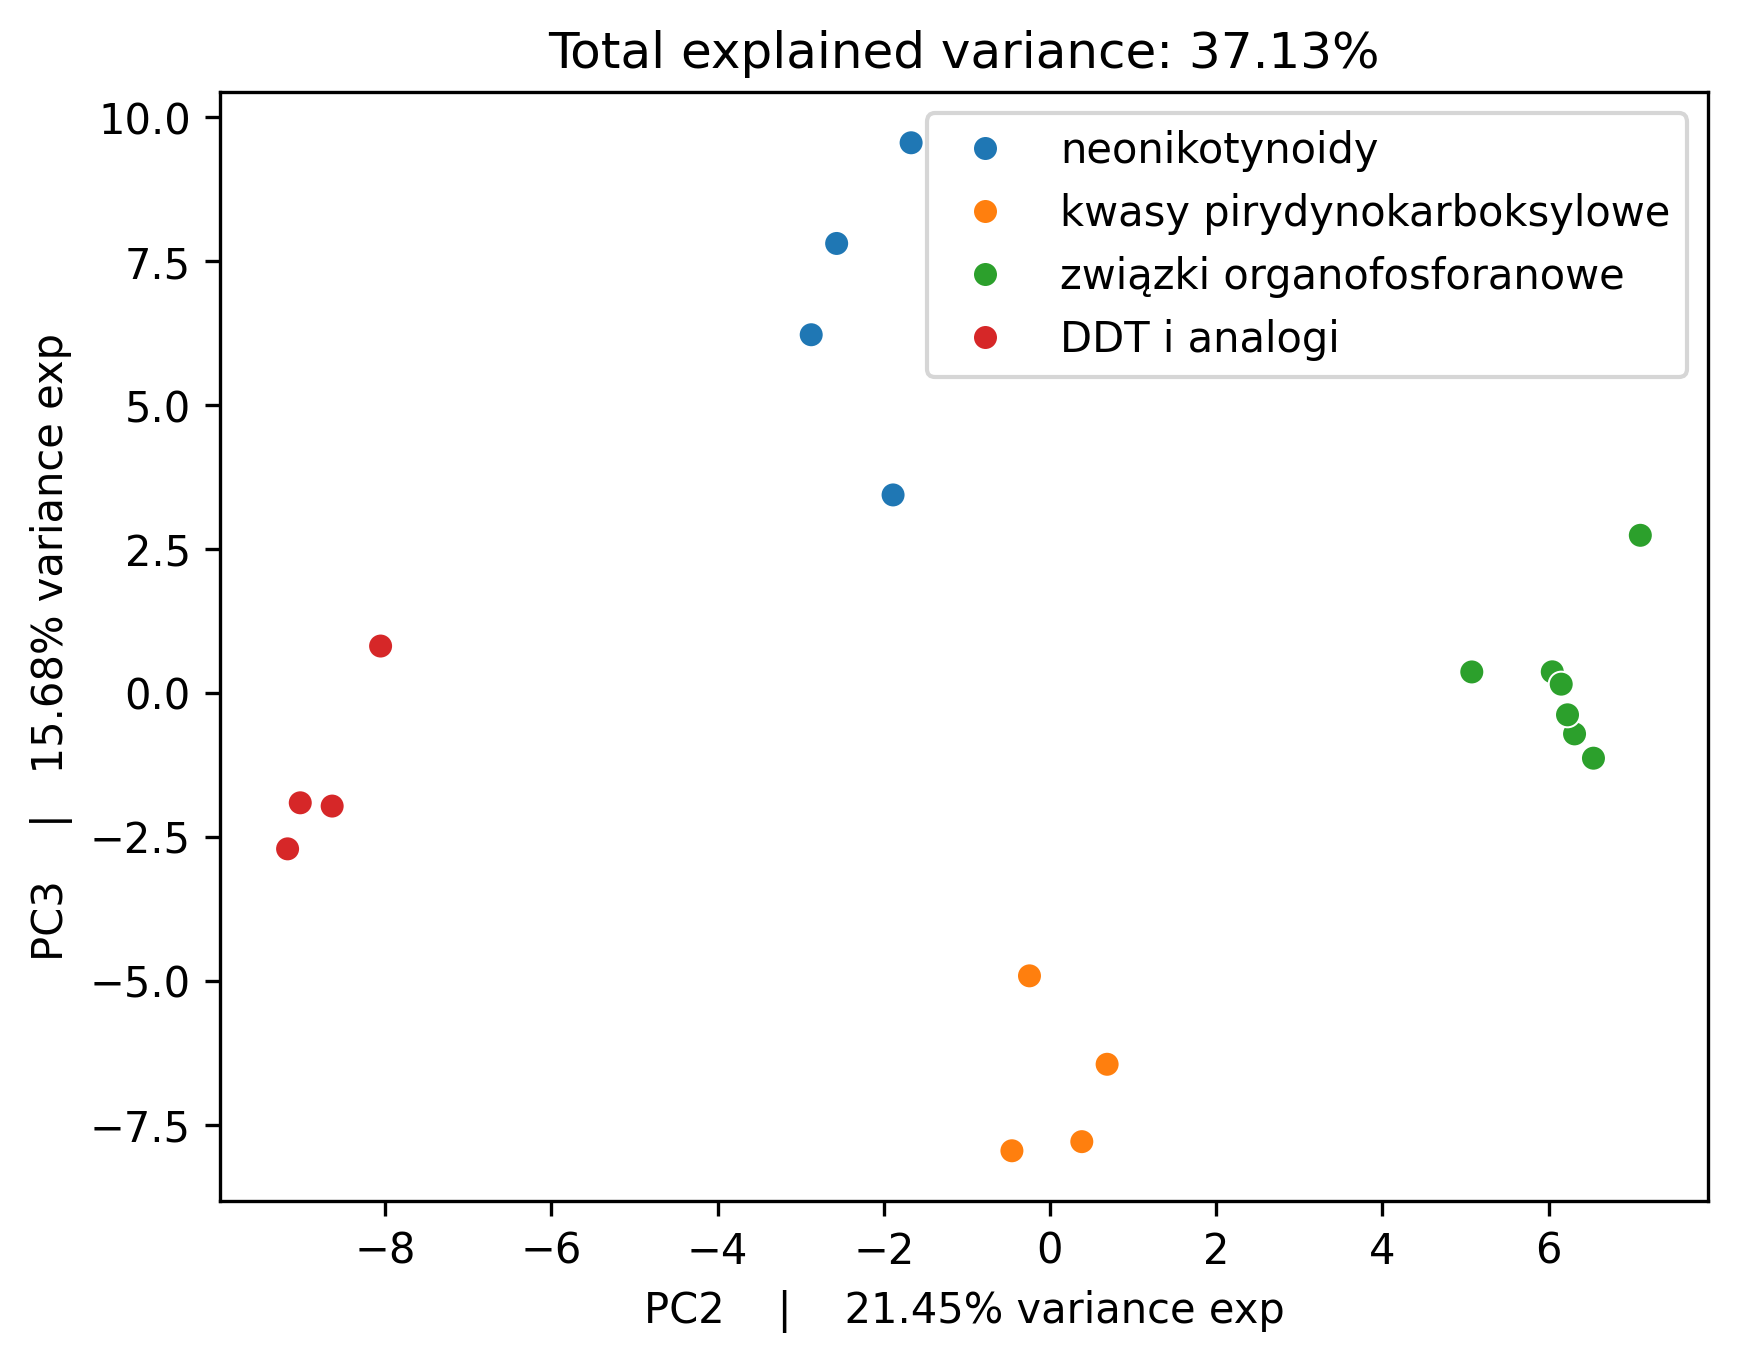 Total explained variance: 37.13%
10.0
7.5
5.0
2.5
0.0
−2.5
−5.0
−7.5
PC3 | 15.68% variance exp
neonikotynoidy
kwasy pirydynokarboksylowe
związki organofosforanowe
DDT i analogi
−8 −6 −4 −2 0 2 4 6
PC2 | 21.45% variance exp